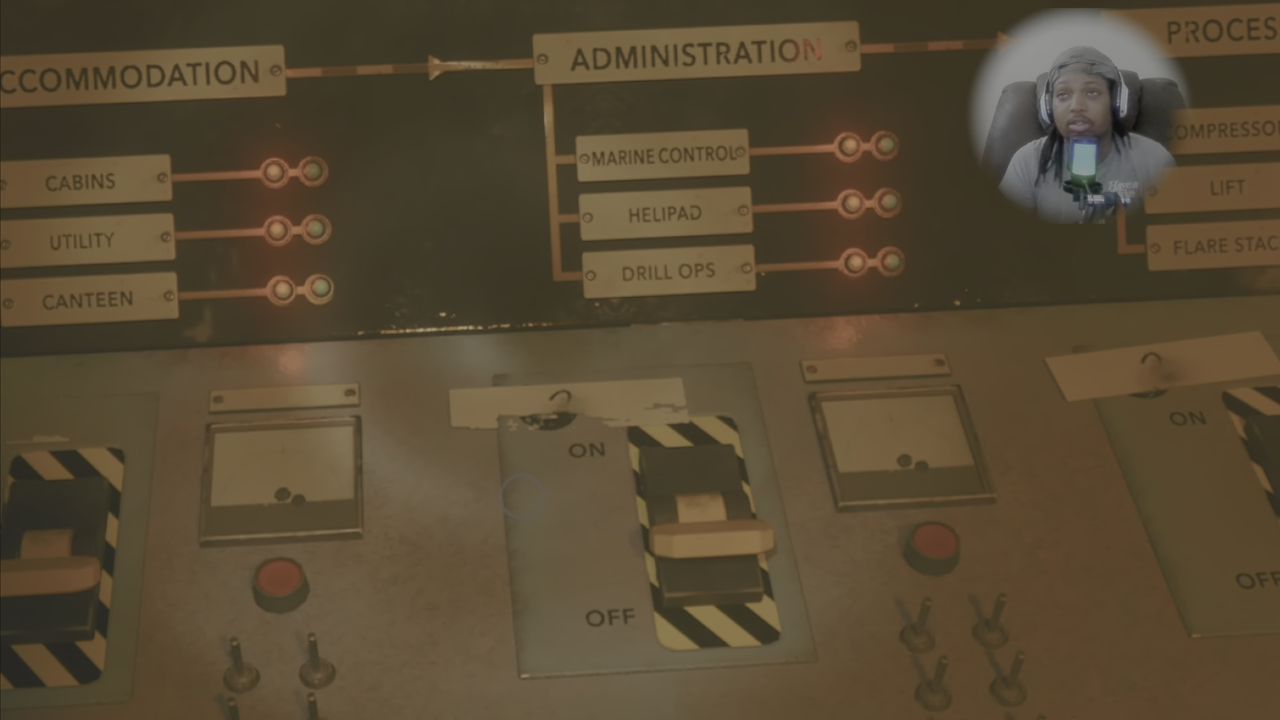 CCOMMODATION
CABINS
UTILITY
CANTEEN
ADMINISTRATION
MARINE CONTROL
HELIPAD
DRILL OPS
PROCES
COMPRESSO
LIFT
FLARE STAC
ON
OFF
ON
OFF